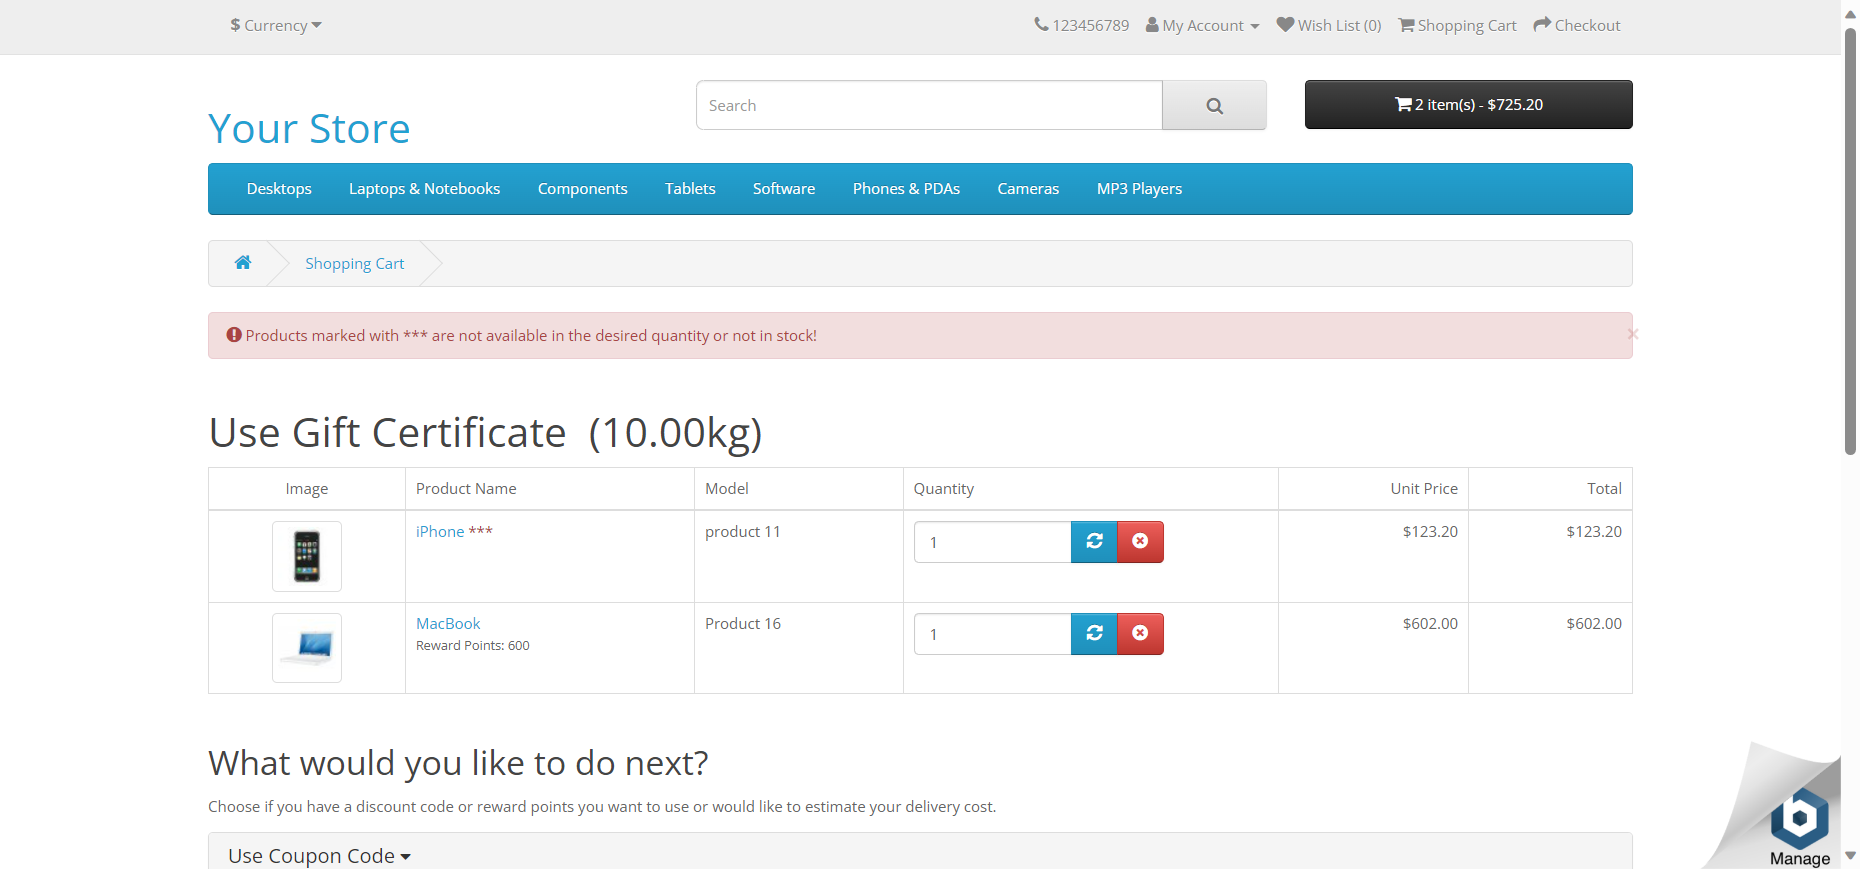 $ Currency
123456789 My Account Wish List (0) Shopping Cart Checkout
Your Store
Search
2 item(s) - $725.20
Desktops Laptops & Notebooks Components Tablets Software Phones & PDAs Cameras MP3 Players
Shopping Cart
Products marked with *** are not available in the desired quantity or not in stock!
×
Use Gift Certificate (10.00kg)
Image Product Name Model Quantity Unit Price Total
iPhone *** product 11 1 $123.20 $123.20
MacBook Product 16 1 $602.00 $602.00
Reward Points: 600
What would you like to do next?
Choose if you have a discount code or reward points you want to use or would like to estimate your delivery cost.
Use Coupon Code
b
Manage